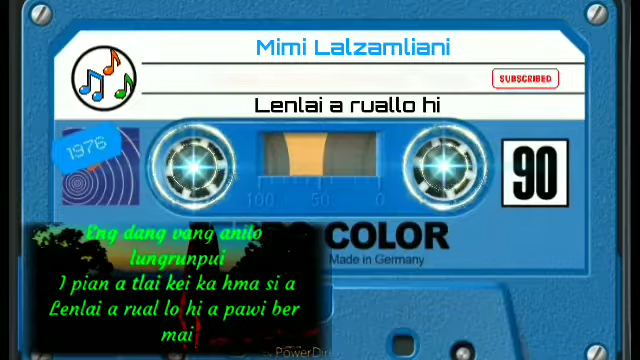 Mimi Lalzamliani
SUBSCRIBED
Lenlai a ruallo hi
1976
90
100 50 0
COLOR
Made in Germany
Eng dang vang anilo
lungrunpui
I pian a tlai kei ka hma si a
Lenlai a rual lo hi a pawi ber
mai